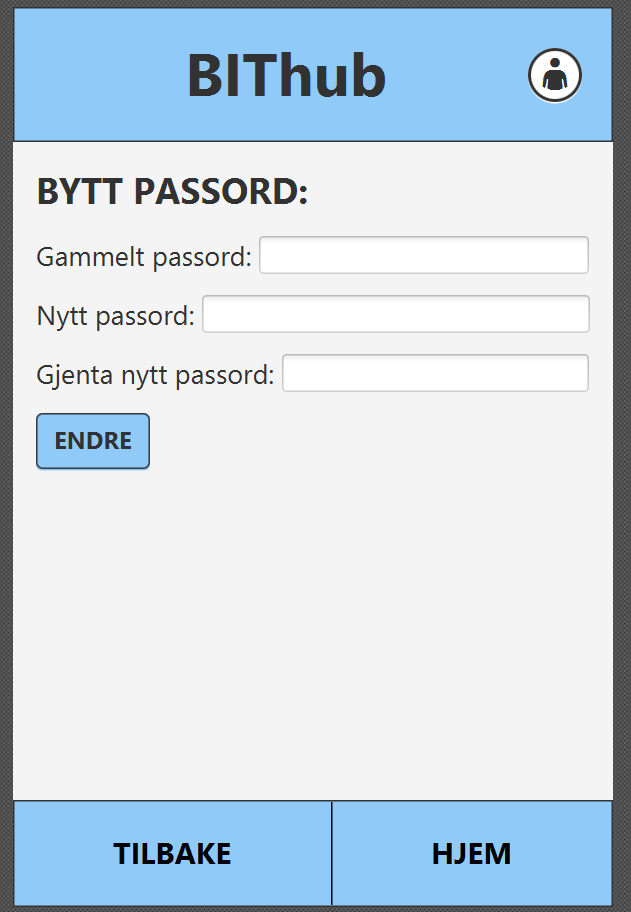 BIThub
BYTT PASSORD:
Gammelt passord:
Nytt passord:
Gjenta nytt passord:
ENDRE
TILBAKE HJEM